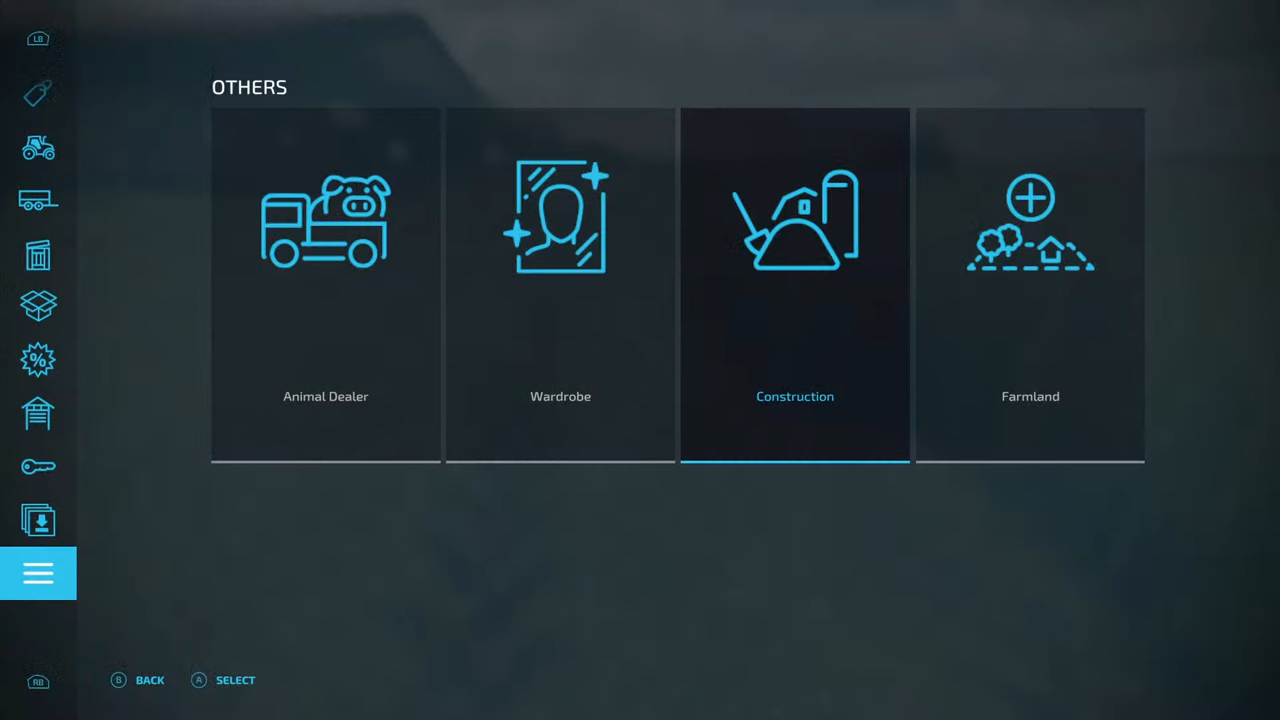 LB
OTHERS
Animal Dealer
Wardrobe
Construction
Farmland
RB
B BACK
A SELECT